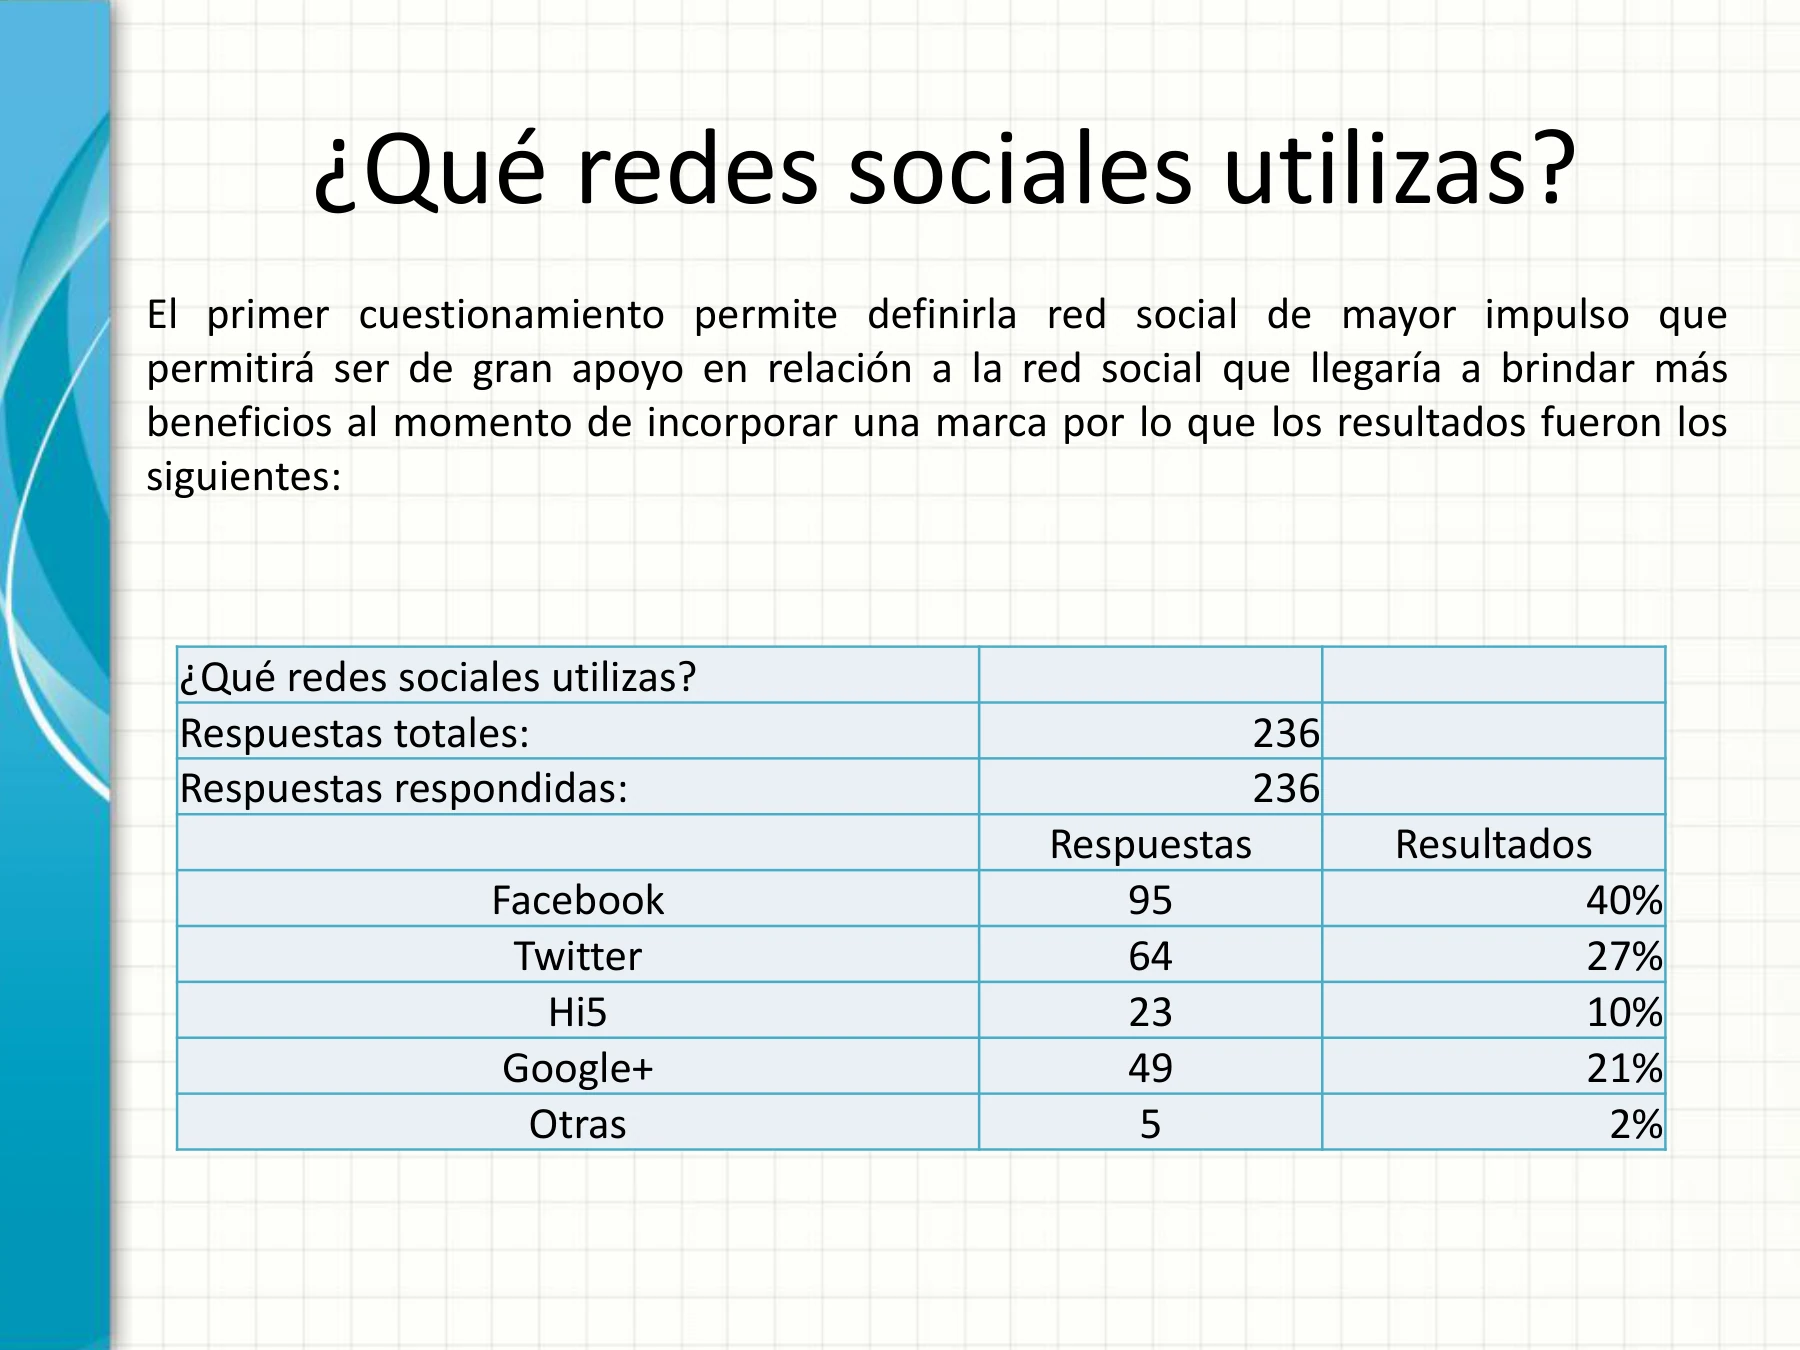 ¿Qué redes sociales utilizas?
El primer cuestionamiento permite definirla red social de mayor impulso que
permitirá ser de gran apoyo en relación a la red social que llegaría a brindar más
beneficios al momento de incorporar una marca por lo que los resultados fueron los
siguientes:
¿Qué redes sociales utilizas?
Respuestas totales: 236
Respuestas respondidas: 236
Respuestas Resultados
Facebook 95 40%
Twitter 64 27%
Hi5 23 10%
Google+ 49 21%
Otras 5 2%